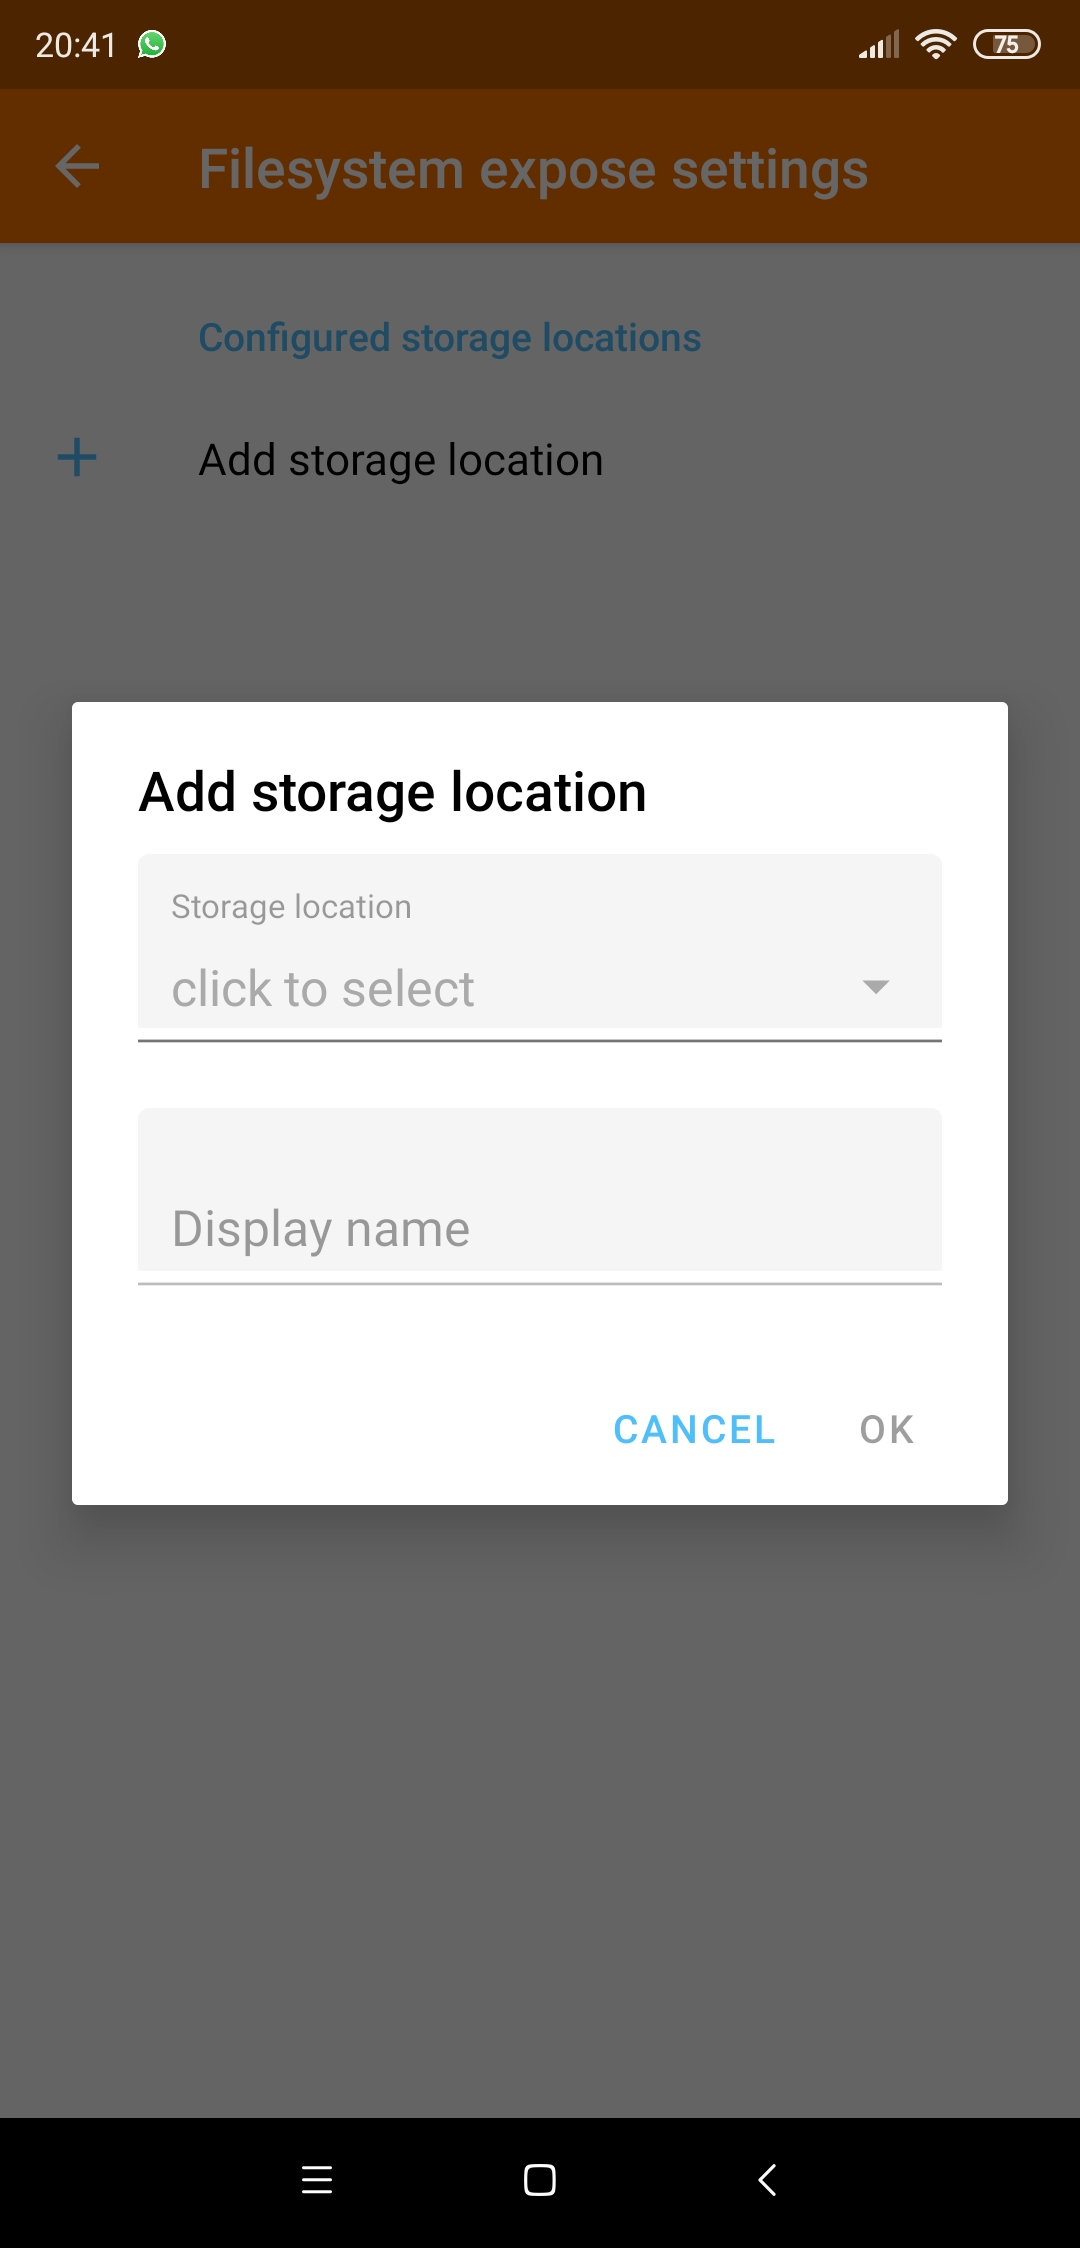 20:41
75
Filesystem expose settings
Configured storage locations
Add storage location
Add storage location
Storage location
click to select
Display name
CANCEL OK